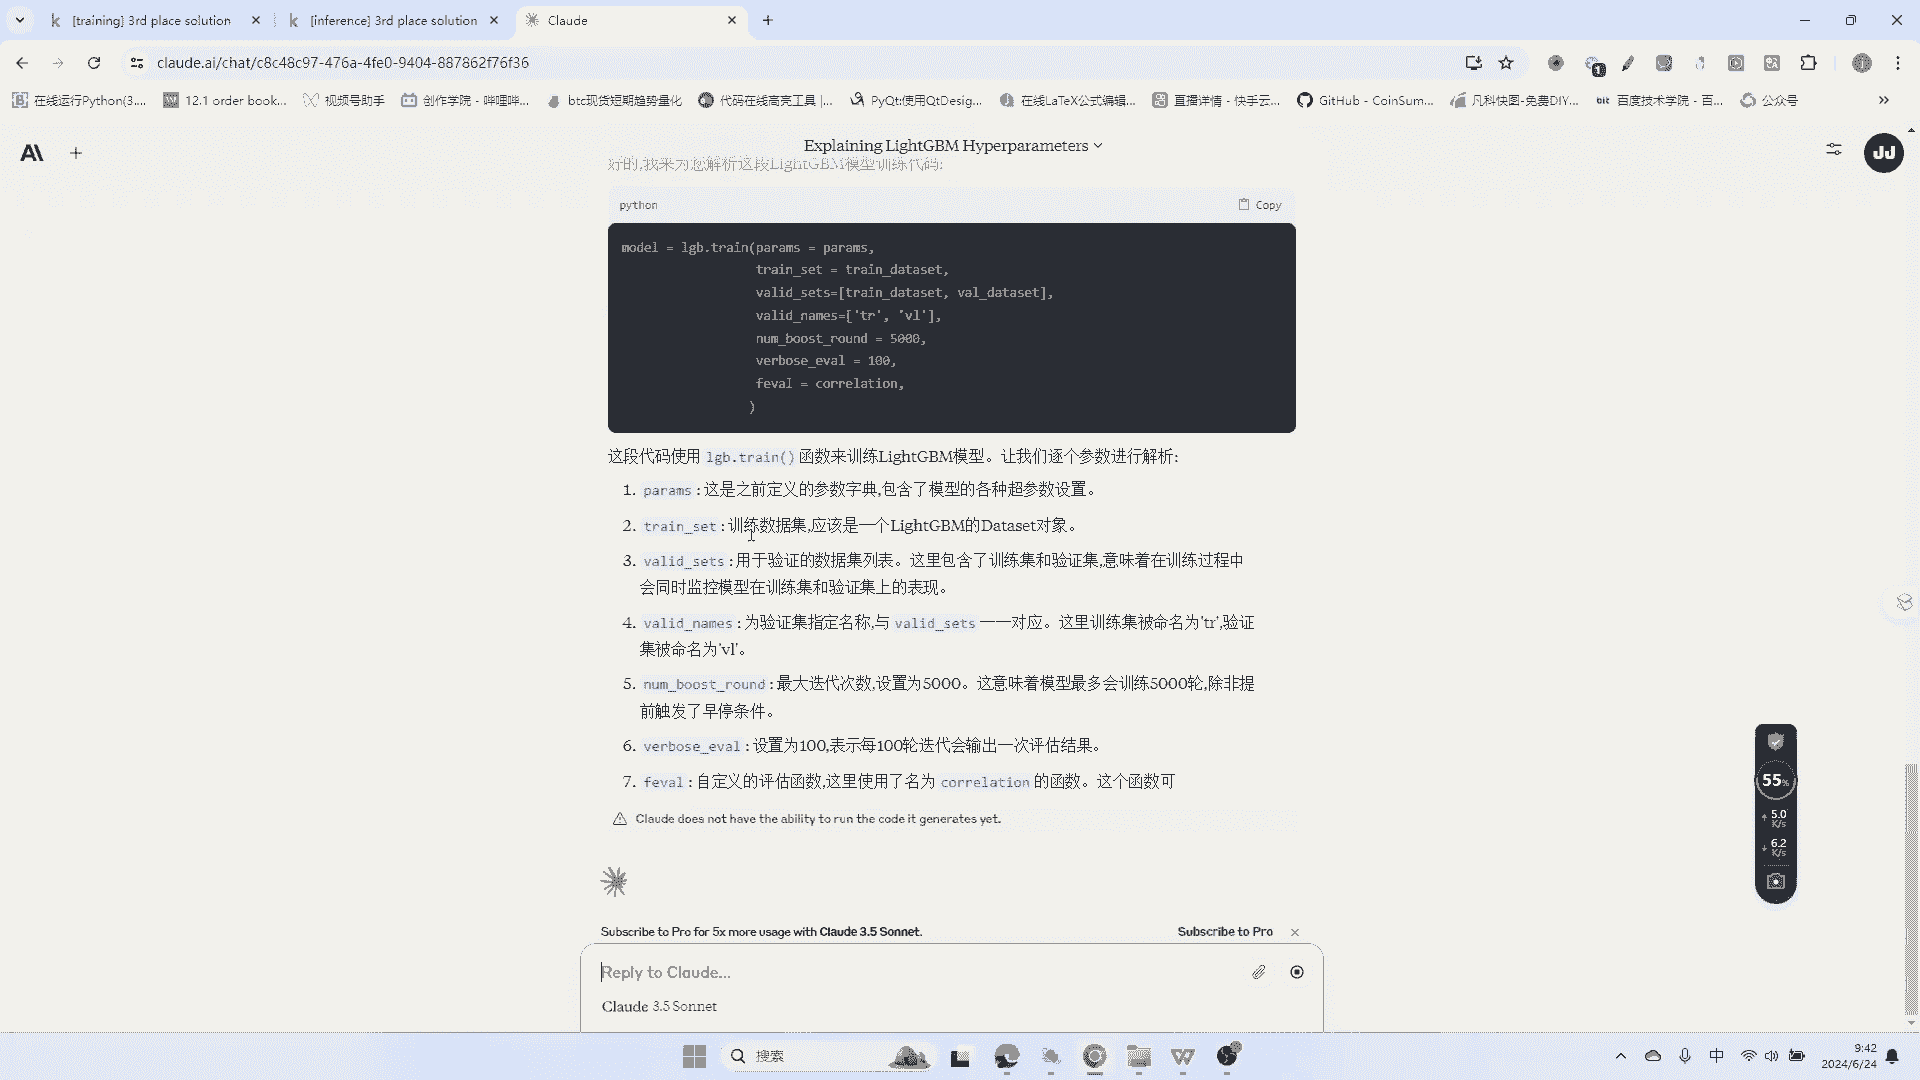 [training] 3rd place solution
[inference] 3rd place solution
Claude
claude.ai/chat/c8c48c97-476a-4fe0-9404-887862f76f36
在线运行Python(3....
12.1 order book...
视频号助手
创作学院 - 哔哩哔...
btc现货短期趋势量化
代码在线高亮工具 |...
PyQt:使用QtDesig...
在线LaTeX公式编辑...
直播详情 - 快手云...
GitHub - CoinSum...
凡科快图-免费DIY...
百度技术学院 - 百...
公众号
Explaining LightGBM Hyperparameters
JJ
好的,我来为您解析这段LightGBM模型训练代码:
python
Copy
model = lgb.train(params = params,
train_set = train_dataset,
valid_sets=[train_dataset, val_dataset],
valid_names=['tr', 'vl'],
num_boost_round = 5000,
verbose_eval = 100,
feval = correlation,
)
这段代码使用 lgb.train() 函数来训练LightGBM模型。让我们逐个参数进行解析:
1. params:这是之前定义的参数字典,包含了模型的各种超参数设置。
2. train_set:训练数据集,应该是一个LightGBM的Dataset对象。
3. valid_sets:用于验证的数据集列表。这里包含了训练集和验证集,意味着在训练过程中
会同时监控模型在训练集和验证集上的表现。
4. valid_names:为验证集指定名称,与 valid_sets 一一对应。这里训练集被命名为'tr',验证
集被命名为'vl'。
5. num_boost_round:最大迭代次数,设置为5000。这意味着模型最多会训练5000轮,除非提
前触发了早停条件。
6. verbose_eval:设置为100,表示每100轮迭代会输出一次评估结果。
7. feval:自定义的评估函数,这里使用了名为 correlation 的函数。这个函数可
Claude does not have the ability to run the code it generates yet.
55%
5.0
K/s
6.2
K/s
Subscribe to Pro for 5x more usage with Claude 3.5 Sonnet.
Subscribe to Pro
Reply to Claude...
Claude 3.5 Sonnet
搜索
中
9:42
2024/6/24